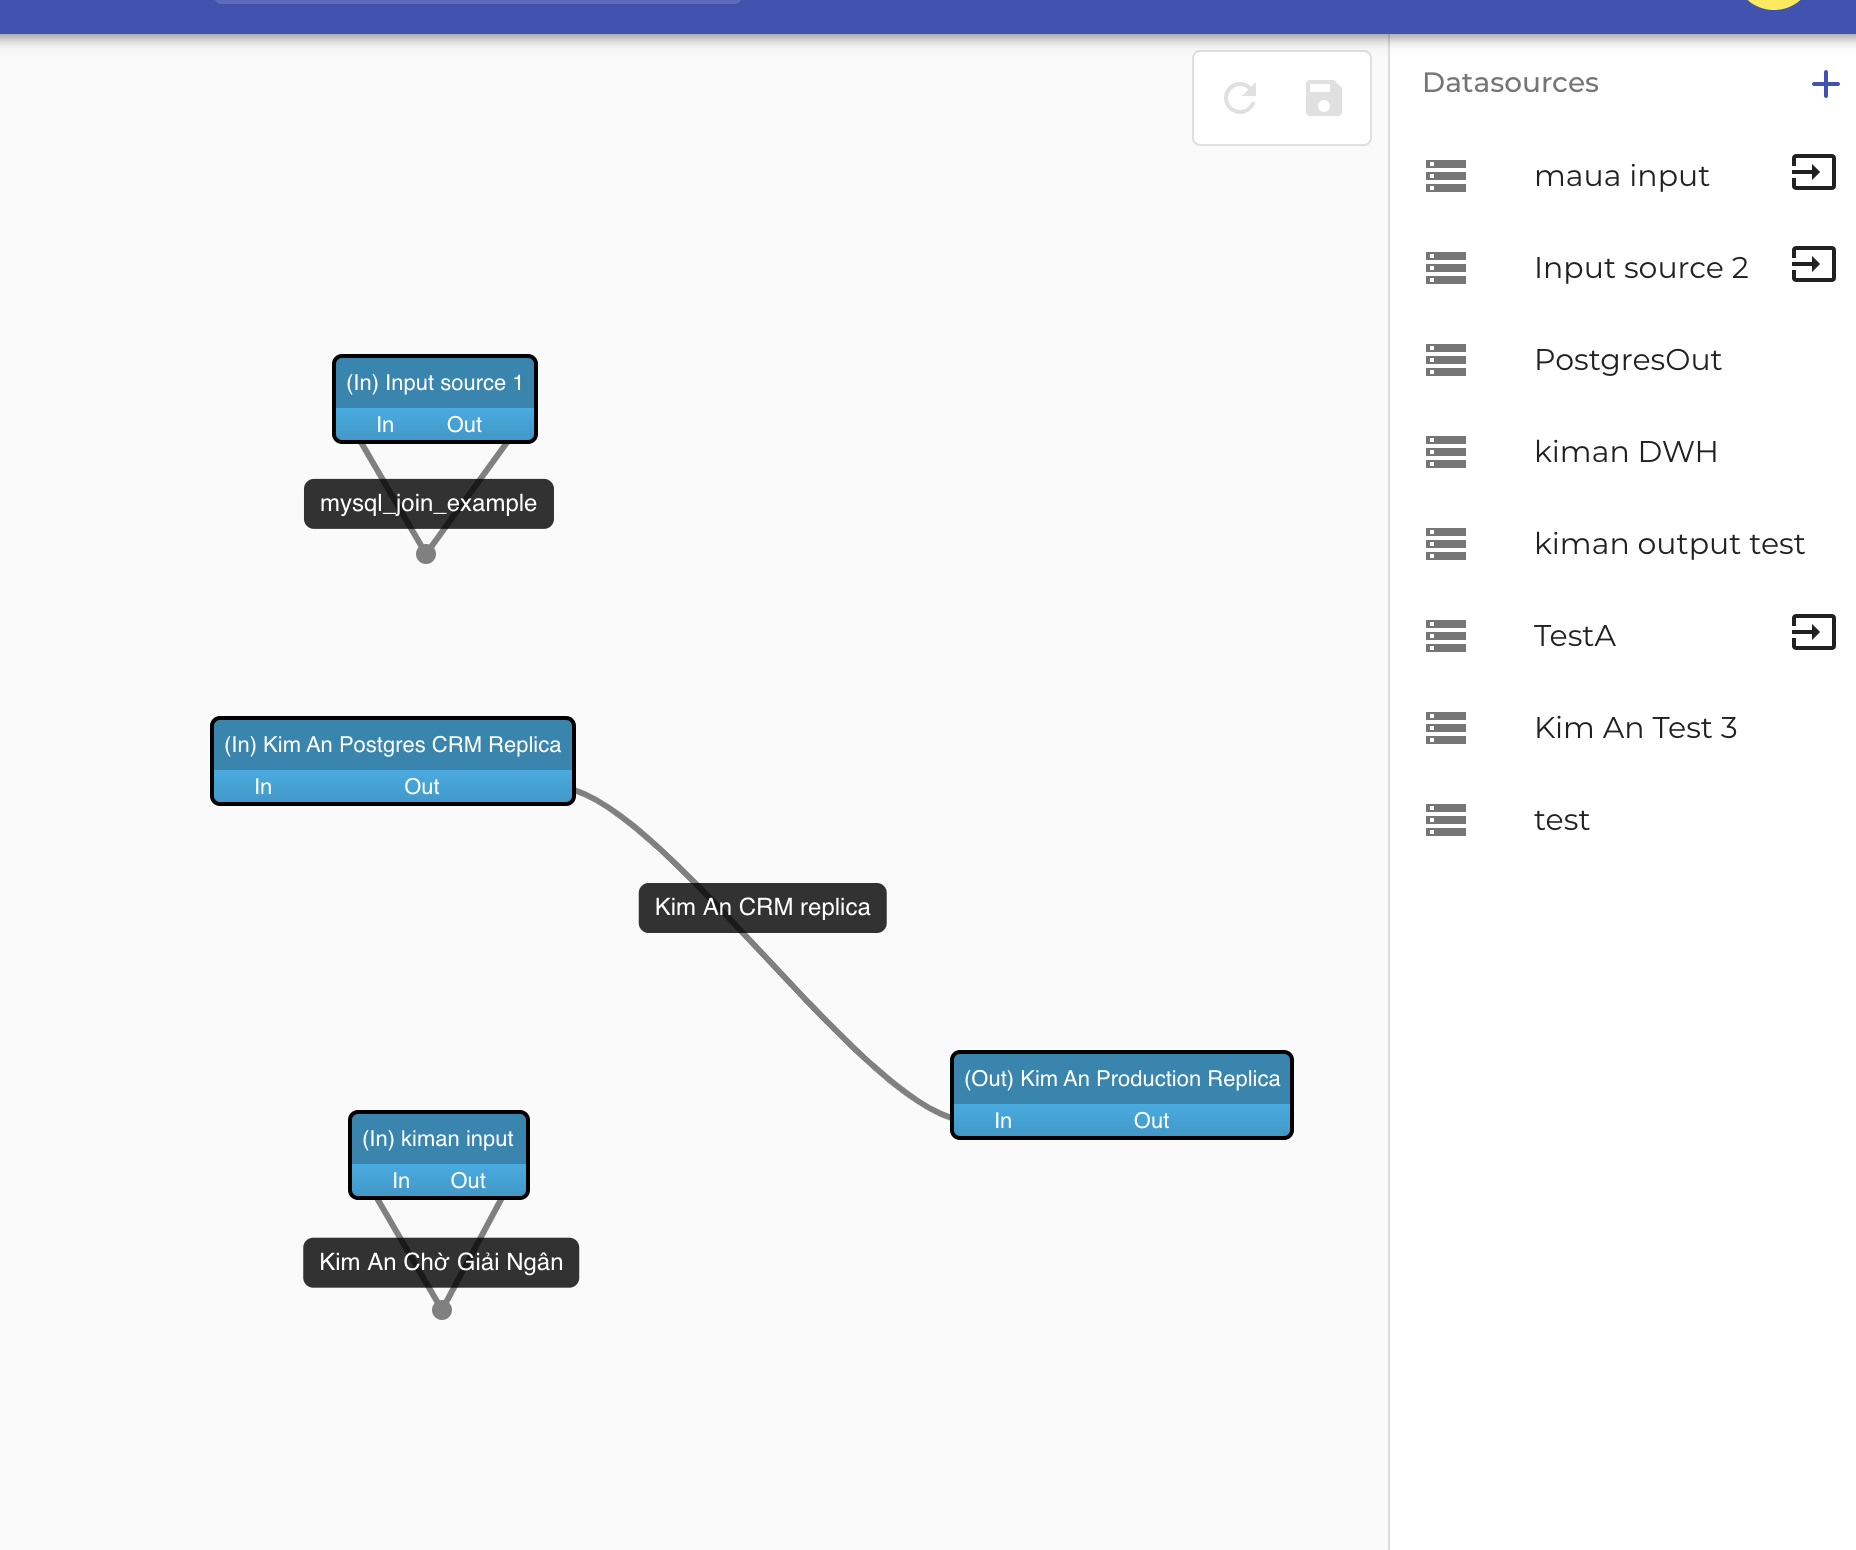 Datasources
maua input
Input source 2
PostgresOut
kiman DWH
kiman output test
TestA
Kim An Test 3
test
(In) Input source 1
In Out
mysql_join_example
(In) Kim An Postgres CRM Replica
In Out
Kim An CRM replica
(Out) Kim An Production Replica
In Out
(In) kiman input
In Out
Kim An Chờ Giải Ngân